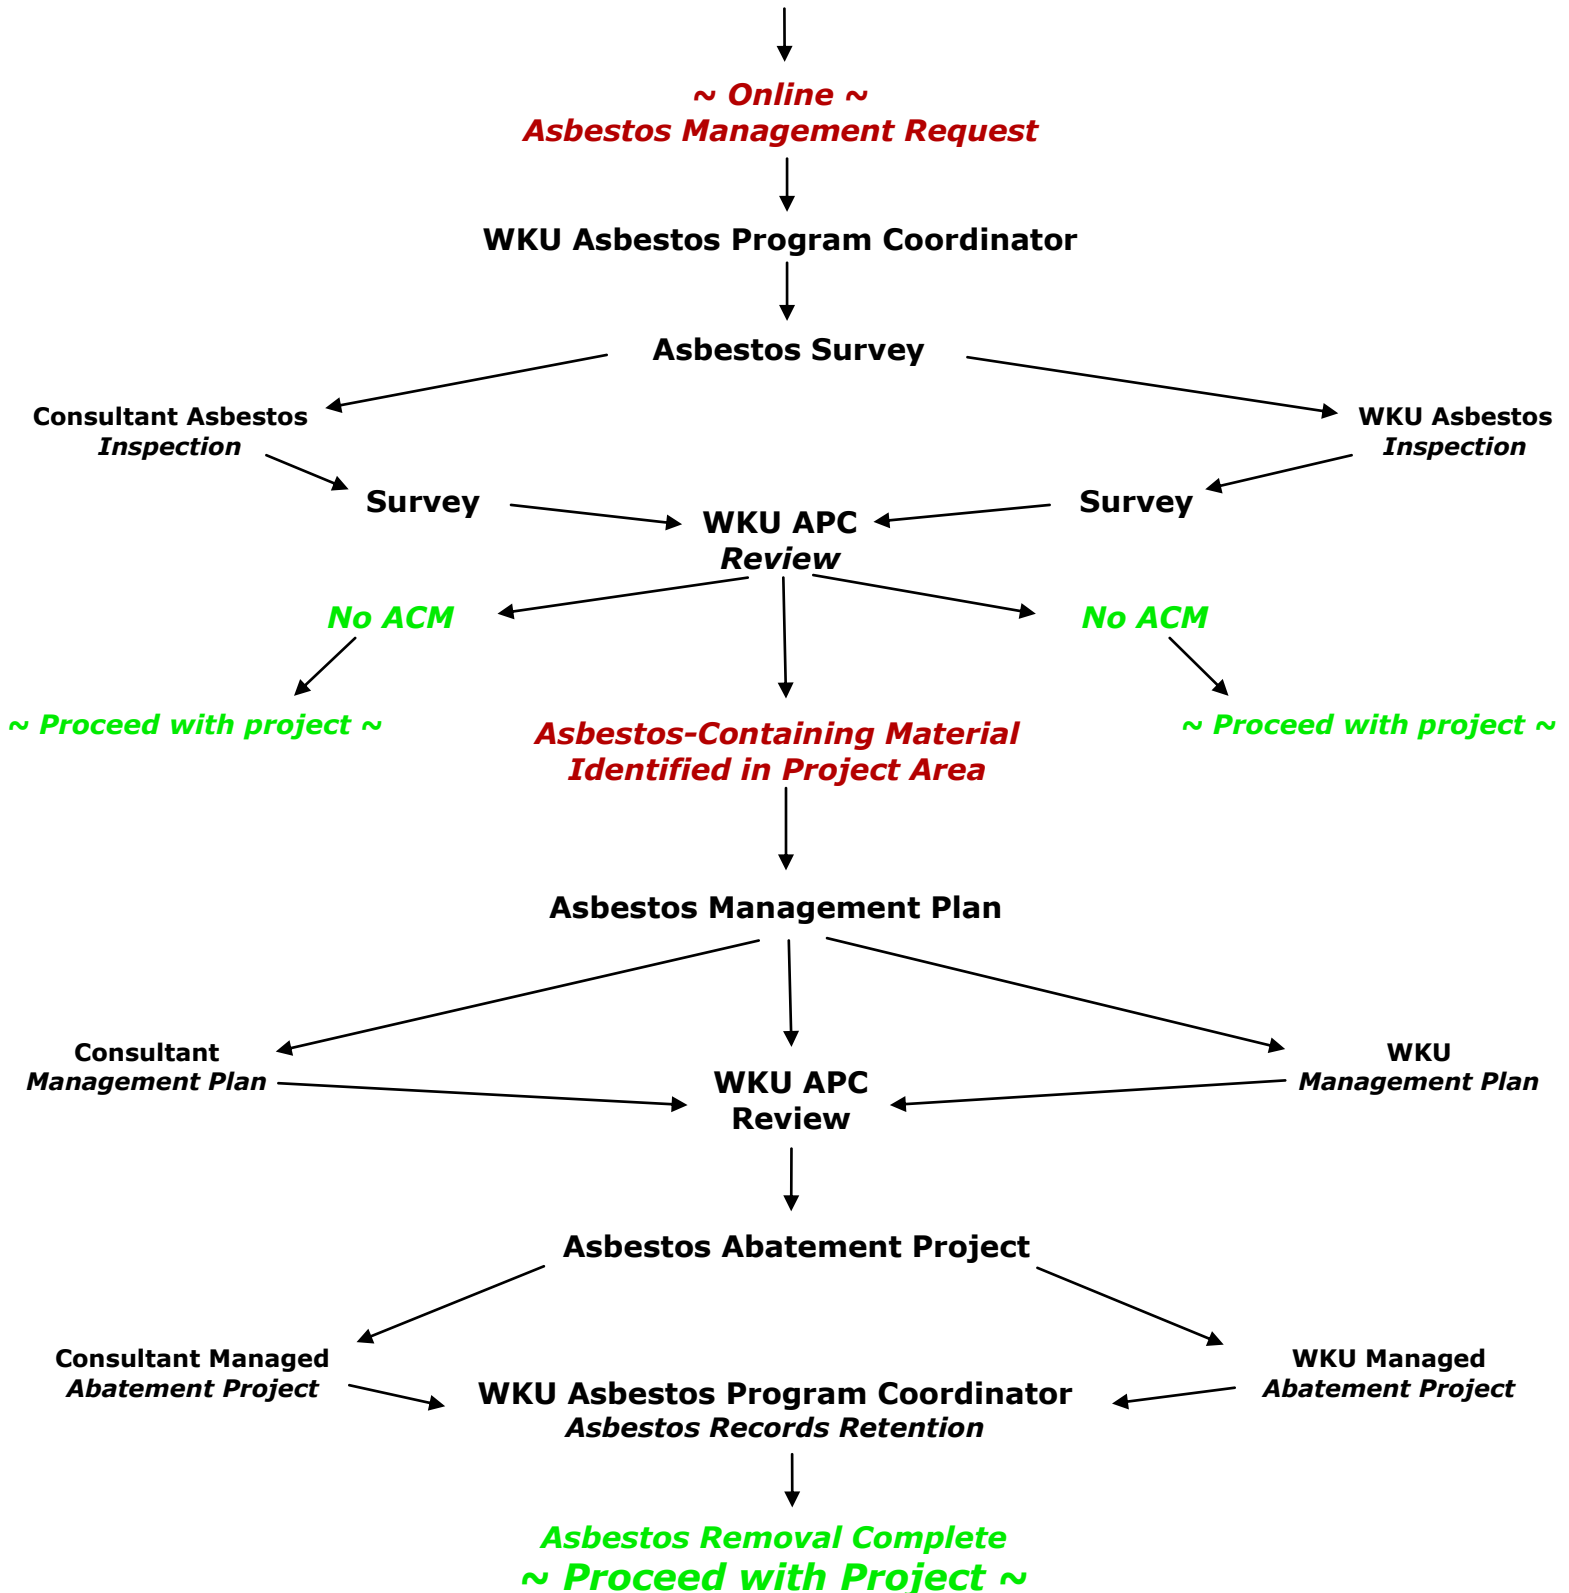 ~ Online ~
Asbestos Management Request
WKU Asbestos Program Coordinator
Asbestos Survey
Consultant Asbestos
Inspection
WKU Asbestos
Inspection
Survey
Survey
WKU APC
Review
No ACM
No ACM
~ Proceed with project ~
~ Proceed with project ~
Asbestos-Containing Material
Identified in Project Area
Asbestos Management Plan
Consultant
Management Plan
WKU
Management Plan
WKU APC
Review
Asbestos Abatement Project
Consultant Managed
Abatement Project
WKU Managed
Abatement Project
WKU Asbestos Program Coordinator
Asbestos Records Retention
Asbestos Removal Complete
~ Proceed with Project ~